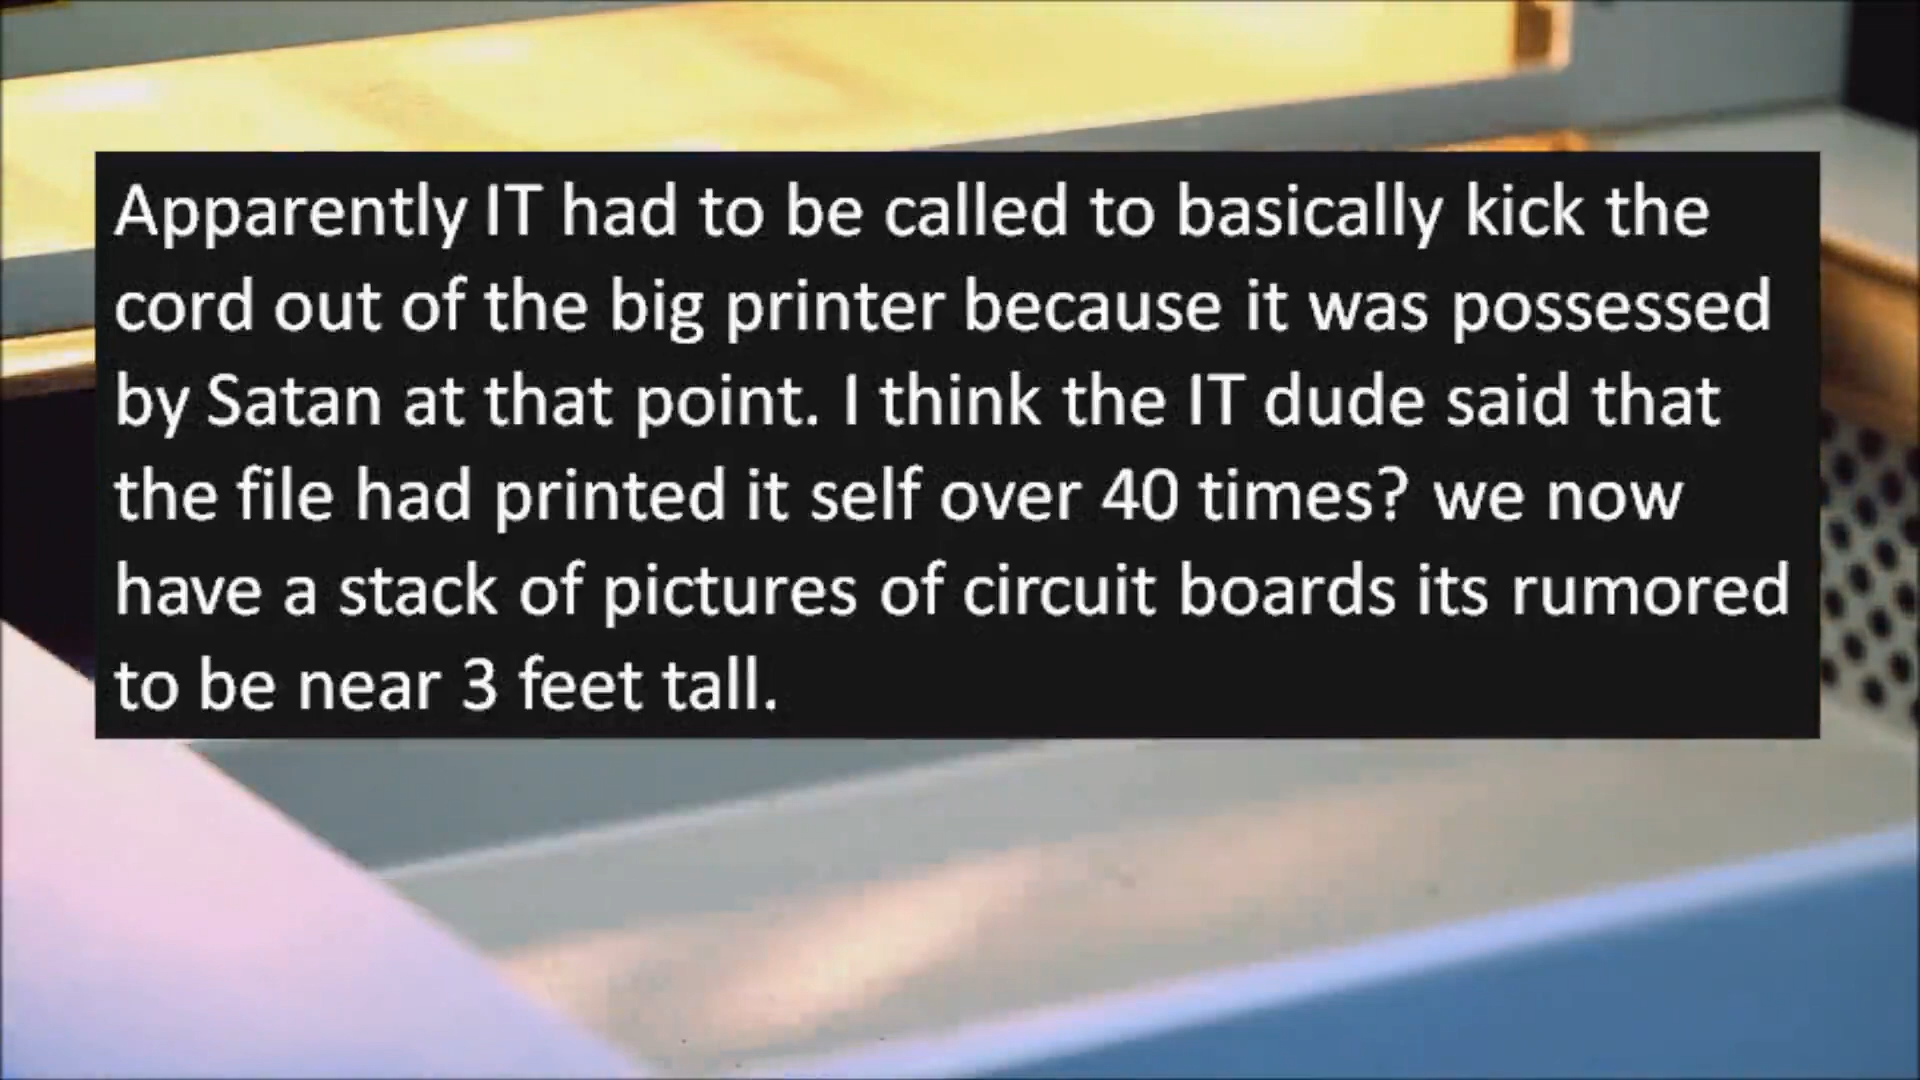 Apparently IT had to be called to basically kick the
cord out of the big printer because it was possessed
by Satan at that point. I think the IT dude said that
the file had printed it self over 40 times? we now
have a stack of pictures of circuit boards its rumored
to be near 3 feet tall.